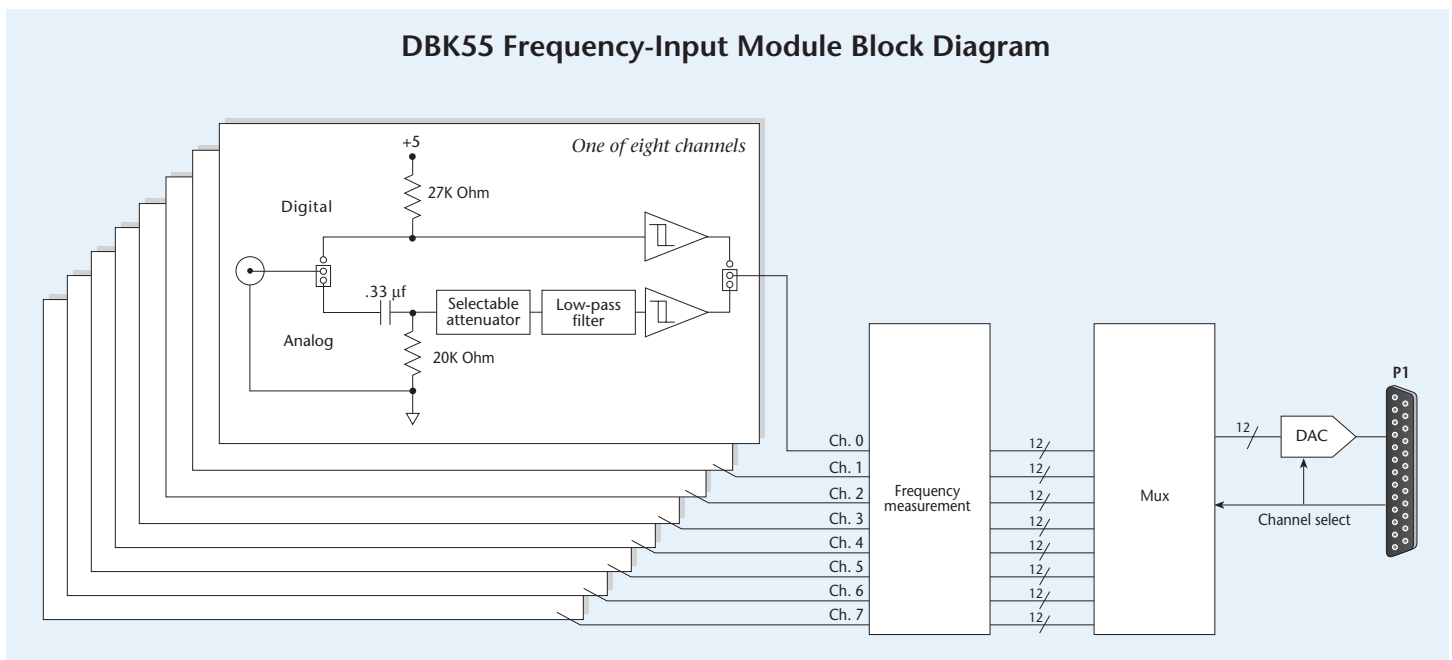 DBK55 Frequency-Input Module Block Diagram
One of eight channels
+5
27K Ohm
Digital
.33 µf
Selectable
attenuator
Low-pass
filter
Analog
20K Ohm
P1
Ch. 0
Ch. 1
Ch. 2
Ch. 3
Ch. 4
Ch. 5
Ch. 6
Ch. 7
Frequency
measurement
12
12
12
12
12
12
12
12
Mux
12
DAC
Channel select